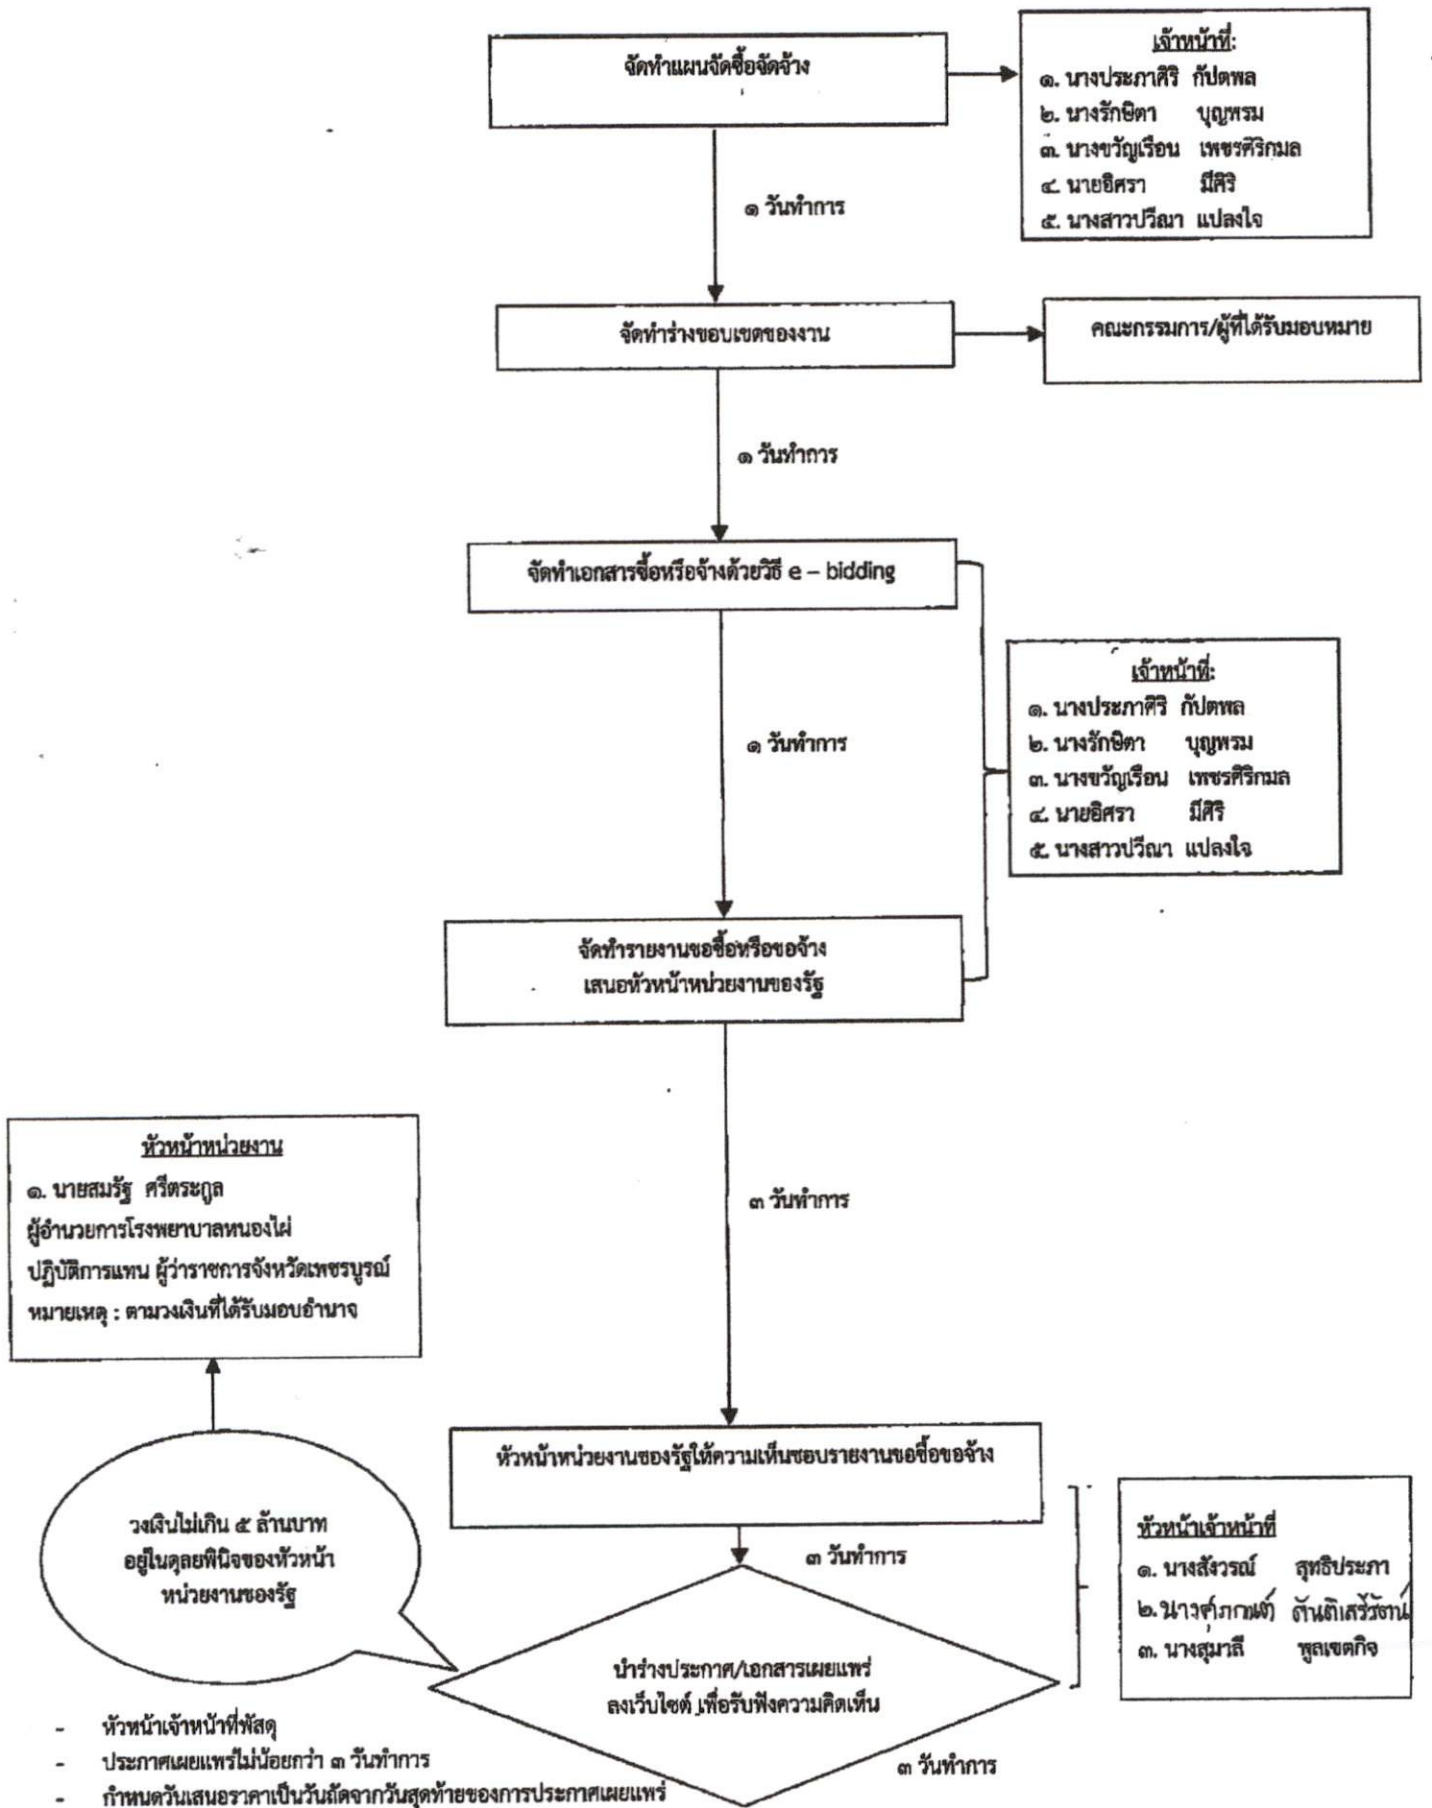 จัดทำแผนจัดซื้อจัดจ้าง
เจ้าหน้าที่:
๑. นางประภาศิริ กัปตพล
๒. นางรักษิตา บุญพรม
๓. นางขวัญเรือน เพชรศิริกมล
๔. นายอิศรา มีศิริ
๕. นางสาวปวีณา แปลงใจ
๑ วันทำการ
จัดทำร่างขอบเขตของงาน
คณะกรรมการ/ผู้ที่ได้รับมอบหมาย
๑ วันทำการ
จัดทำเอกสารซื้อหรือจ้างด้วยวิธี e – bidding
เจ้าหน้าที่:
๑. นางประภาศิริ กัปตพล
๒. นางรักษิตา บุญพรม
๓. นางขวัญเรือน เพชรศิริกมล
๔. นายอิศรา มีศิริ
๕. นางสาวปวีณา แปลงใจ
๑ วันทำการ
จัดทำรายงานขอซื้อหรือขอจ้าง
เสนอหัวหน้าหน่วยงานของรัฐ
หัวหน้าหน่วยงาน
๑. นายสมรัฐ ศรีตระกูล
ผู้อำนวยการโรงพยาบาลหนองไผ่
ปฏิบัติการแทน ผู้ว่าราชการจังหวัดเพชรบูรณ์
หมายเหตุ : ตามวงเงินที่ได้รับมอบอำนาจ
๓ วันทำการ
หัวหน้าหน่วยงานของรัฐให้ความเห็นชอบรายงานขอซื้อขอจ้าง
วงเงินไม่เกิน ๕ ล้านบาท
อยู่ในดุลยพินิจของหัวหน้า
หน่วยงานของรัฐ
๓ วันทำการ
หัวหน้าเจ้าหน้าที่
๑. นางสังวรณ์ สุทธิประภา
๒. นาง ตันติเสรีรัตน์
๓. นางสุมาลี พูลเขตกิจ
นำร่างประกาศ/เอกสารเผยแพร่
ลงเว็บไซต์ เพื่อรับฟังความคิดเห็น
๓ วันทำการ
- หัวหน้าเจ้าหน้าที่พัสดุ
- ประกาศเผยแพร่ไม่น้อยกว่า ๓ วันทำการ
- กำหนดวันเสนอราคาเป็นวันถัดจากวันสุดท้ายของการประกาศเผยแพร่